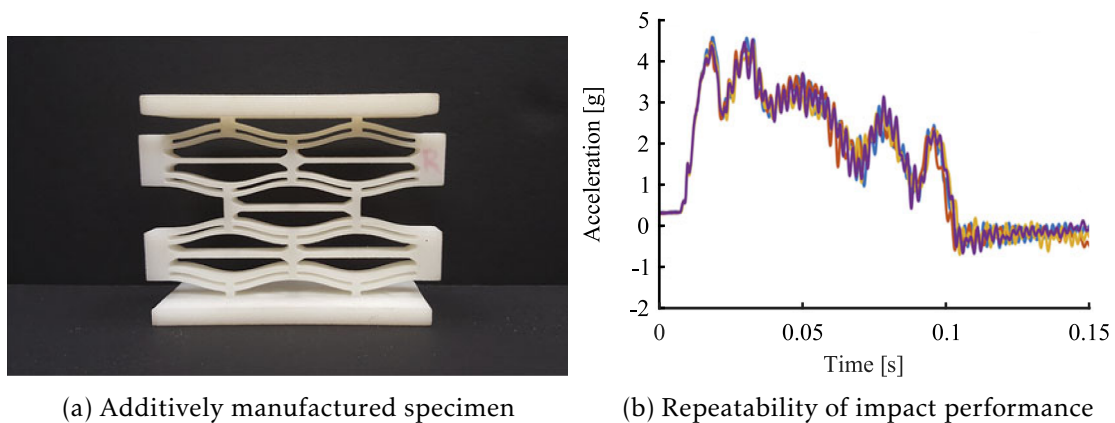 R
5
4
3
2
1
0
-1
-2
Acceleration [g]
0
0.05
0.1
0.15
Time [s]
(a) Additively manufactured specimen
(b) Repeatability of impact performance